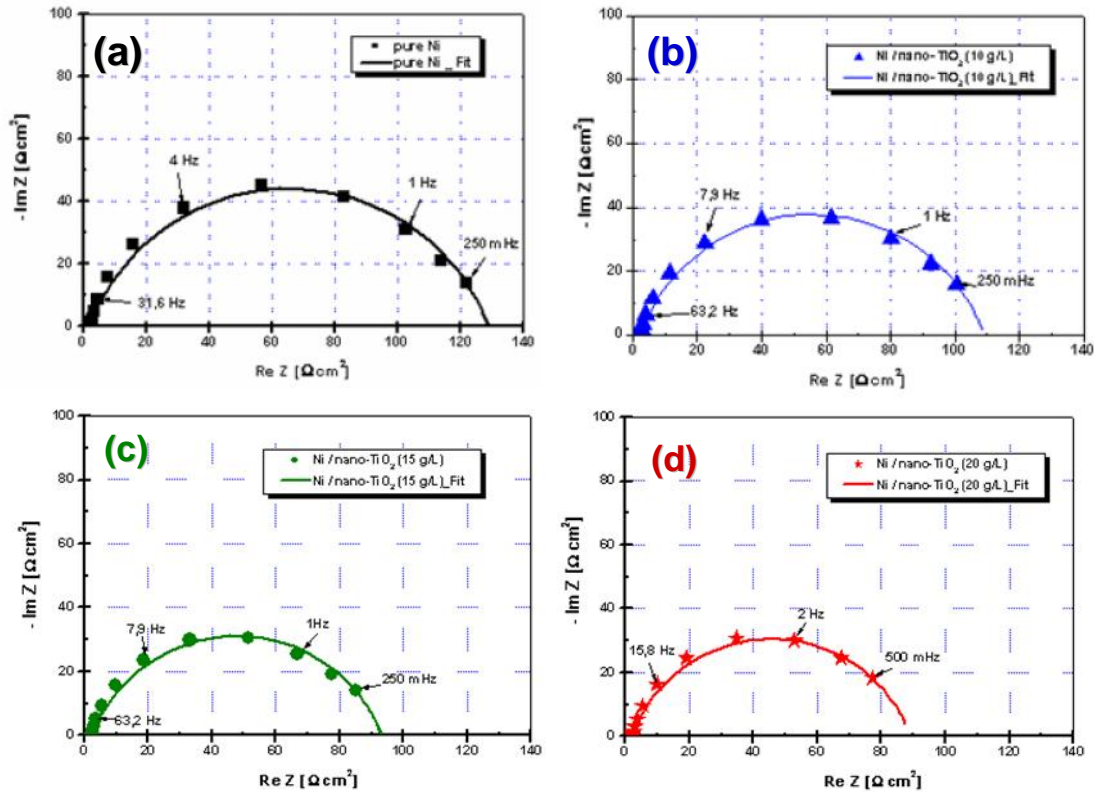 (a)
pure Ni
pure Ni _ Fit
100
80
60
40
20
0
- Im Z [Ωcm²]
4 Hz
1 Hz
250 mHz
31,6 Hz
0 20 40 60 80 100 120 140
Re Z [Ωcm²]
(b)
Ni /nano-TiO₂ (10 g/L)
Ni /nano-TiO₂ (10 g/L)_Fit
100
80
60
40
20
0
- Im Z [Ωcm²]
7,9 Hz
1 Hz
250 mHz
63,2 Hz
0 20 40 60 80 100 120 140
Re Z [Ωcm²]
(c)
Ni /nano-TiO₂ (15 g/L)
Ni /nano-TiO₂ (15 g/L)_Fit
100
80
60
40
20
0
- Im Z [Ωcm²]
7,9 Hz
1Hz
250 mHz
63,2 Hz
0 20 40 60 80 100 120 140
Re Z [Ωcm²]
(d)
Ni /nano-TiO₂ (20 g/L)
Ni /nano-TiO₂ (20 g/L)_Fit
100
80
60
40
20
0
- Im Z [Ωcm²]
2 Hz
15,8 Hz
500 mHz
0 20 40 60 80 100 120 140
Re Z [Ωcm²]